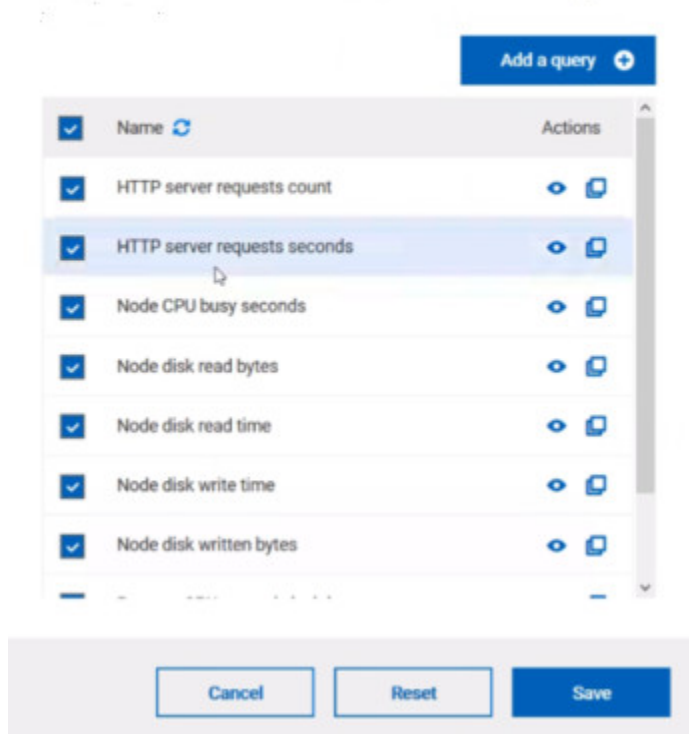 Add a query
Name Actions
HTTP server requests count
HTTP server requests seconds
Node CPU busy seconds
Node disk read bytes
Node disk read time
Node disk write time
Node disk written bytes
Cancel Reset Save